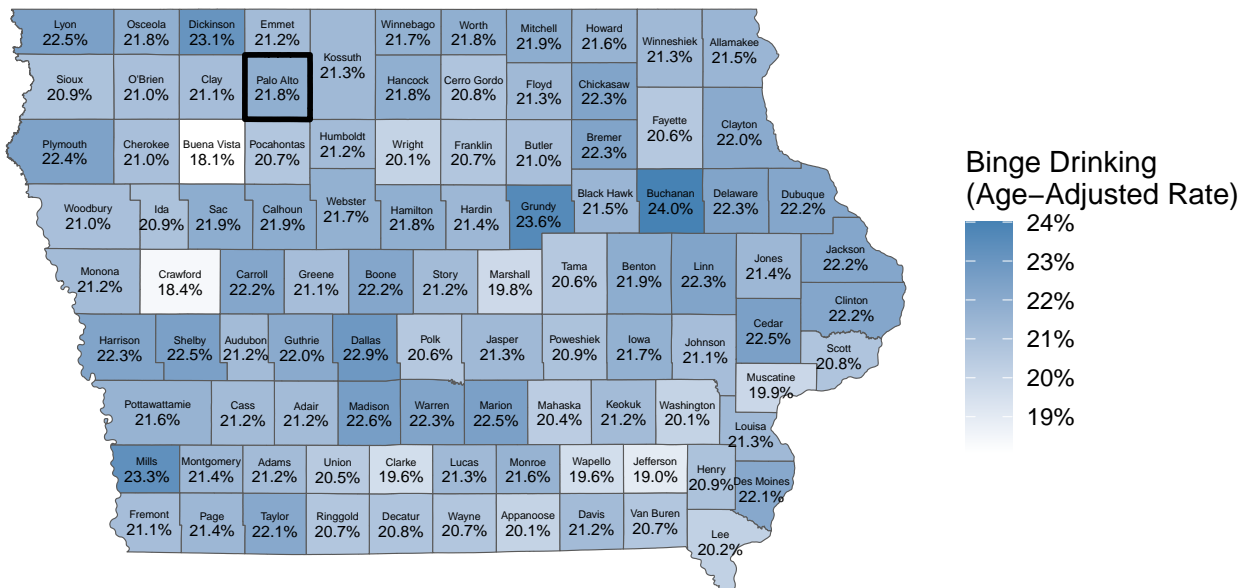 Lyon
22.5%
Osceola
21.8%
Dickinson
23.1%
Emmet
21.2%
Kossuth
21.3%
Winnebago
21.7%
Worth
21.8%
Mitchell
21.9%
Howard
21.6%
Winneshiek
21.3%
Allamakee
21.5%
Sioux
20.9%
O'Brien
21.0%
Clay
21.1%
Palo Alto
21.8%
Hancock
21.8%
Cerro Gordo
20.8%
Floyd
21.3%
Chickasaw
22.3%
Fayette
20.6%
Clayton
22.0%
Plymouth
22.4%
Cherokee
21.0%
Buena Vista
18.1%
Pocahontas
20.7%
Humboldt
21.2%
Wright
20.1%
Franklin
20.7%
Butler
21.0%
Bremer
22.3%
Woodbury
21.0%
Ida
20.9%
Sac
21.9%
Calhoun
21.9%
Webster
21.7%
Hamilton
21.8%
Hardin
21.4%
Grundy
23.6%
Black Hawk
21.5%
Buchanan
24.0%
Delaware
22.3%
Dubuque
22.2%
Monona
21.2%
Crawford
18.4%
Carroll
22.2%
Greene
21.1%
Boone
22.2%
Story
21.2%
Marshall
19.8%
Tama
20.6%
Benton
21.9%
Linn
22.3%
Jones
21.4%
Jackson
22.2%
Clinton
22.2%
Harrison
22.3%
Shelby
22.5%
Audubon
21.2%
Guthrie
22.0%
Dallas
22.9%
Polk
20.6%
Jasper
21.3%
Poweshiek
20.9%
Iowa
21.7%
Johnson
21.1%
Cedar
22.5%
Scott
20.8%
Muscatine
19.9%
Pottawattamie
21.6%
Cass
21.2%
Adair
21.2%
Madison
22.6%
Warren
22.3%
Marion
22.5%
Mahaska
20.4%
Keokuk
21.2%
Washington
20.1%
Louisa
21.3%
Mills
23.3%
Montgomery
21.4%
Adams
21.2%
Union
20.5%
Clarke
19.6%
Lucas
21.3%
Monroe
21.6%
Wapello
19.6%
Jefferson
19.0%
Henry
20.9%
Des Moines
22.1%
Fremont
21.1%
Page
21.4%
Taylor
22.1%
Ringgold
20.7%
Decatur
20.8%
Wayne
20.7%
Appanoose
20.1%
Davis
21.2%
Van Buren
20.7%
Lee
20.2%
Binge Drinking
(Age−Adjusted Rate)
24%
23%
22%
21%
20%
19%